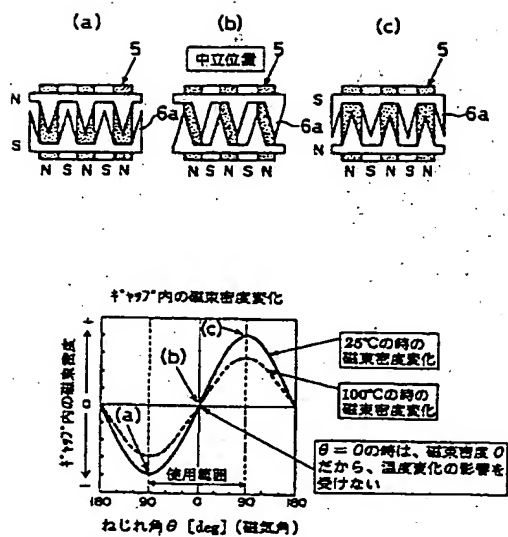 (a) (b) (c)
中立位置
5 5 5
N S
6a 6a 6a
S N
N S S N N S S N N S S N
ギャップ内の磁束密度変化
(c)
(b)
(a)
+
0
-
ギャップ内の磁束密度
25℃の時の
磁束密度変化
100℃の時の
磁束密度変化
θ=0の時は、磁束密度0
だから、温度変化の影響を
受けない
使用範囲
180 90 0 90 180
ねじれ角θ [deg] (磁気角)